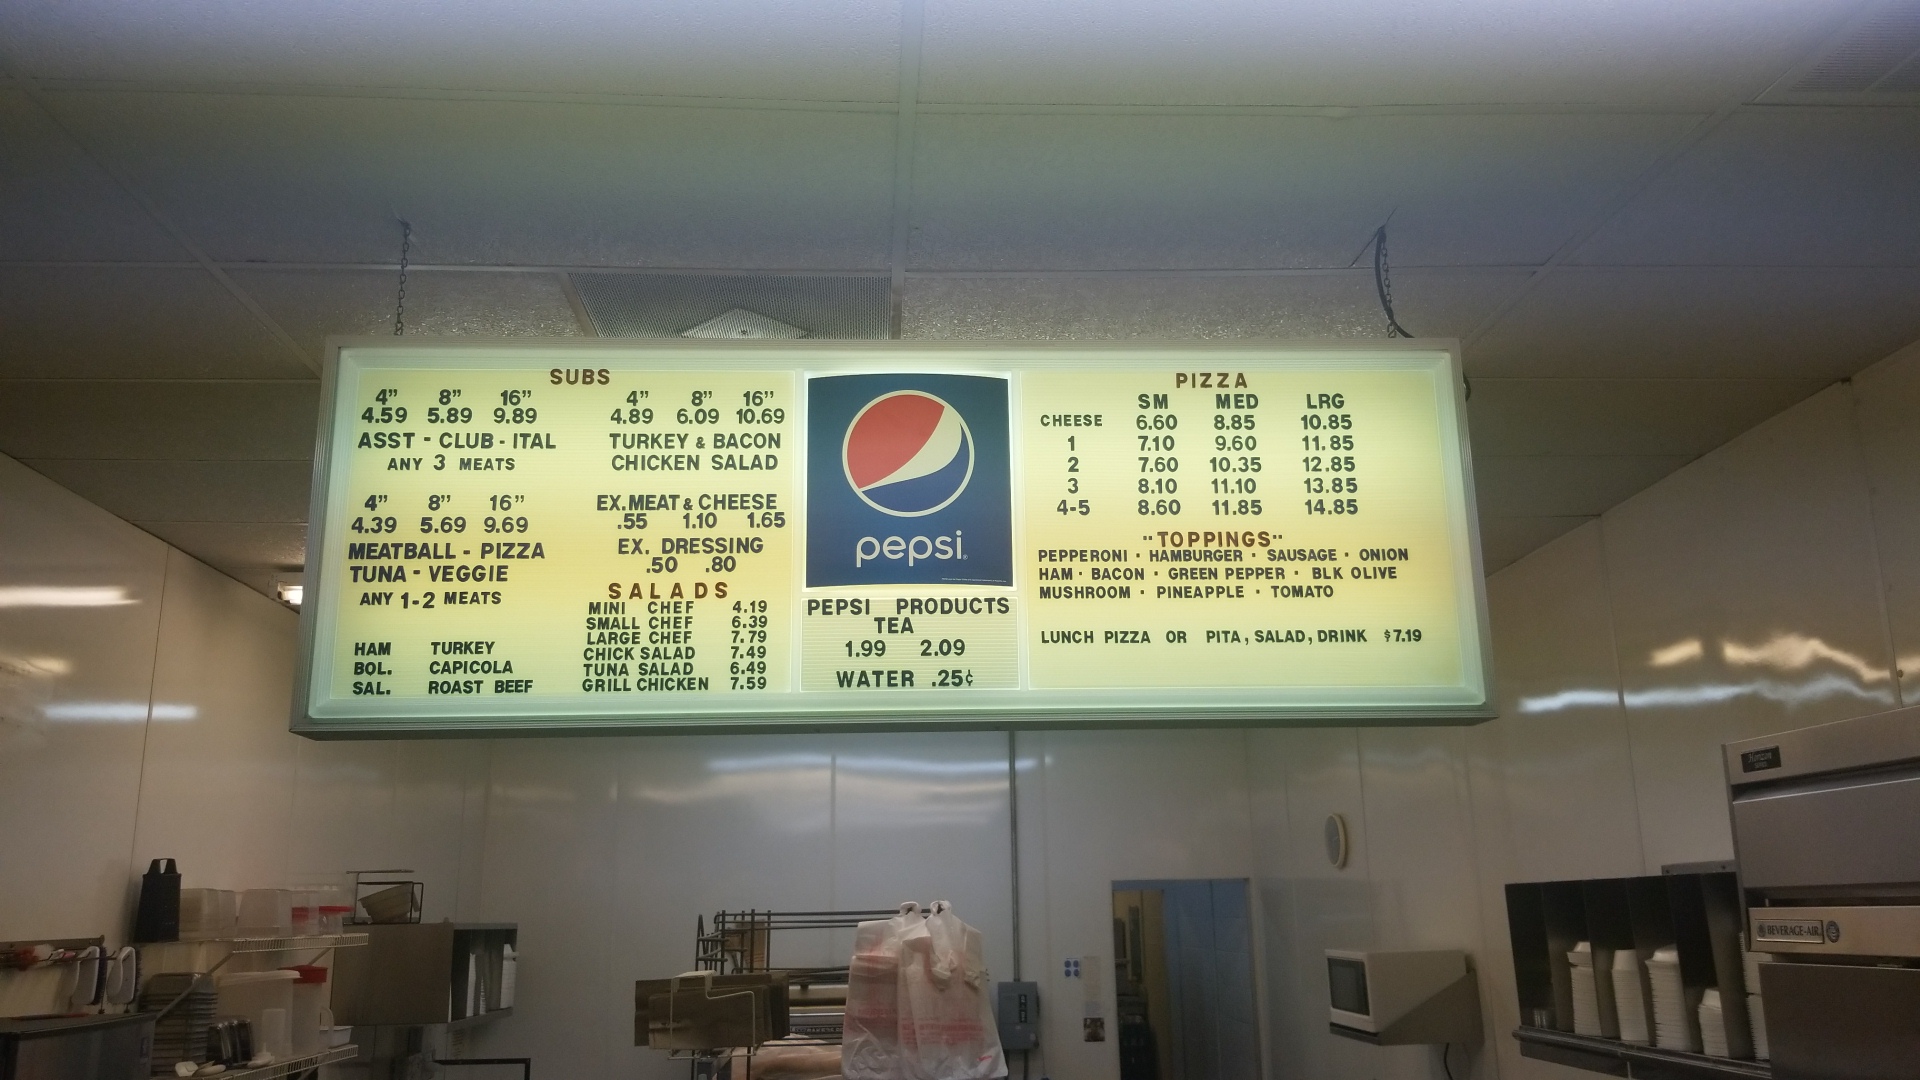 SUBS
4" 8" 16"
4.59 5.89 9.89
ASST - CLUB - ITAL
ANY 3 MEATS
4" 8" 16"
4.39 5.69 9.69
MEATBALL - PIZZA
TUNA - VEGGIE
ANY 1-2 MEATS
HAM TURKEY
BOL. CAPICOLA
SAL. ROAST BEEF
4" 8" 16"
4.89 6.09 10.69
TURKEY & BACON
CHICKEN SALAD
EX. MEAT & CHEESE
.55 1.10 1.65
EX. DRESSING
.50 .80
SALADS
MINI CHEF 4.19
SMALL CHEF 6.39
LARGE CHEF 7.79
CHICK SALAD 7.49
TUNA SALAD 6.49
GRILL CHICKEN 7.59
pepsi
PEPSI PRODUCTS
TEA
1.99 2.09
WATER .25¢
PIZZA
SM MED LRG
CHEESE 6.60 8.85 10.85
1 7.10 9.60 11.85
2 7.60 10.35 12.85
3 8.10 11.10 13.85
4-5 8.60 11.85 14.85
"TOPPINGS"
PEPPERONI · HAMBURGER · SAUSAGE · ONION
HAM · BACON · GREEN PEPPER · BLK OLIVE
MUSHROOM · PINEAPPLE · TOMATO
LUNCH PIZZA OR PITA, SALAD, DRINK $7.19
Horizon
BEVERAGE-AIR